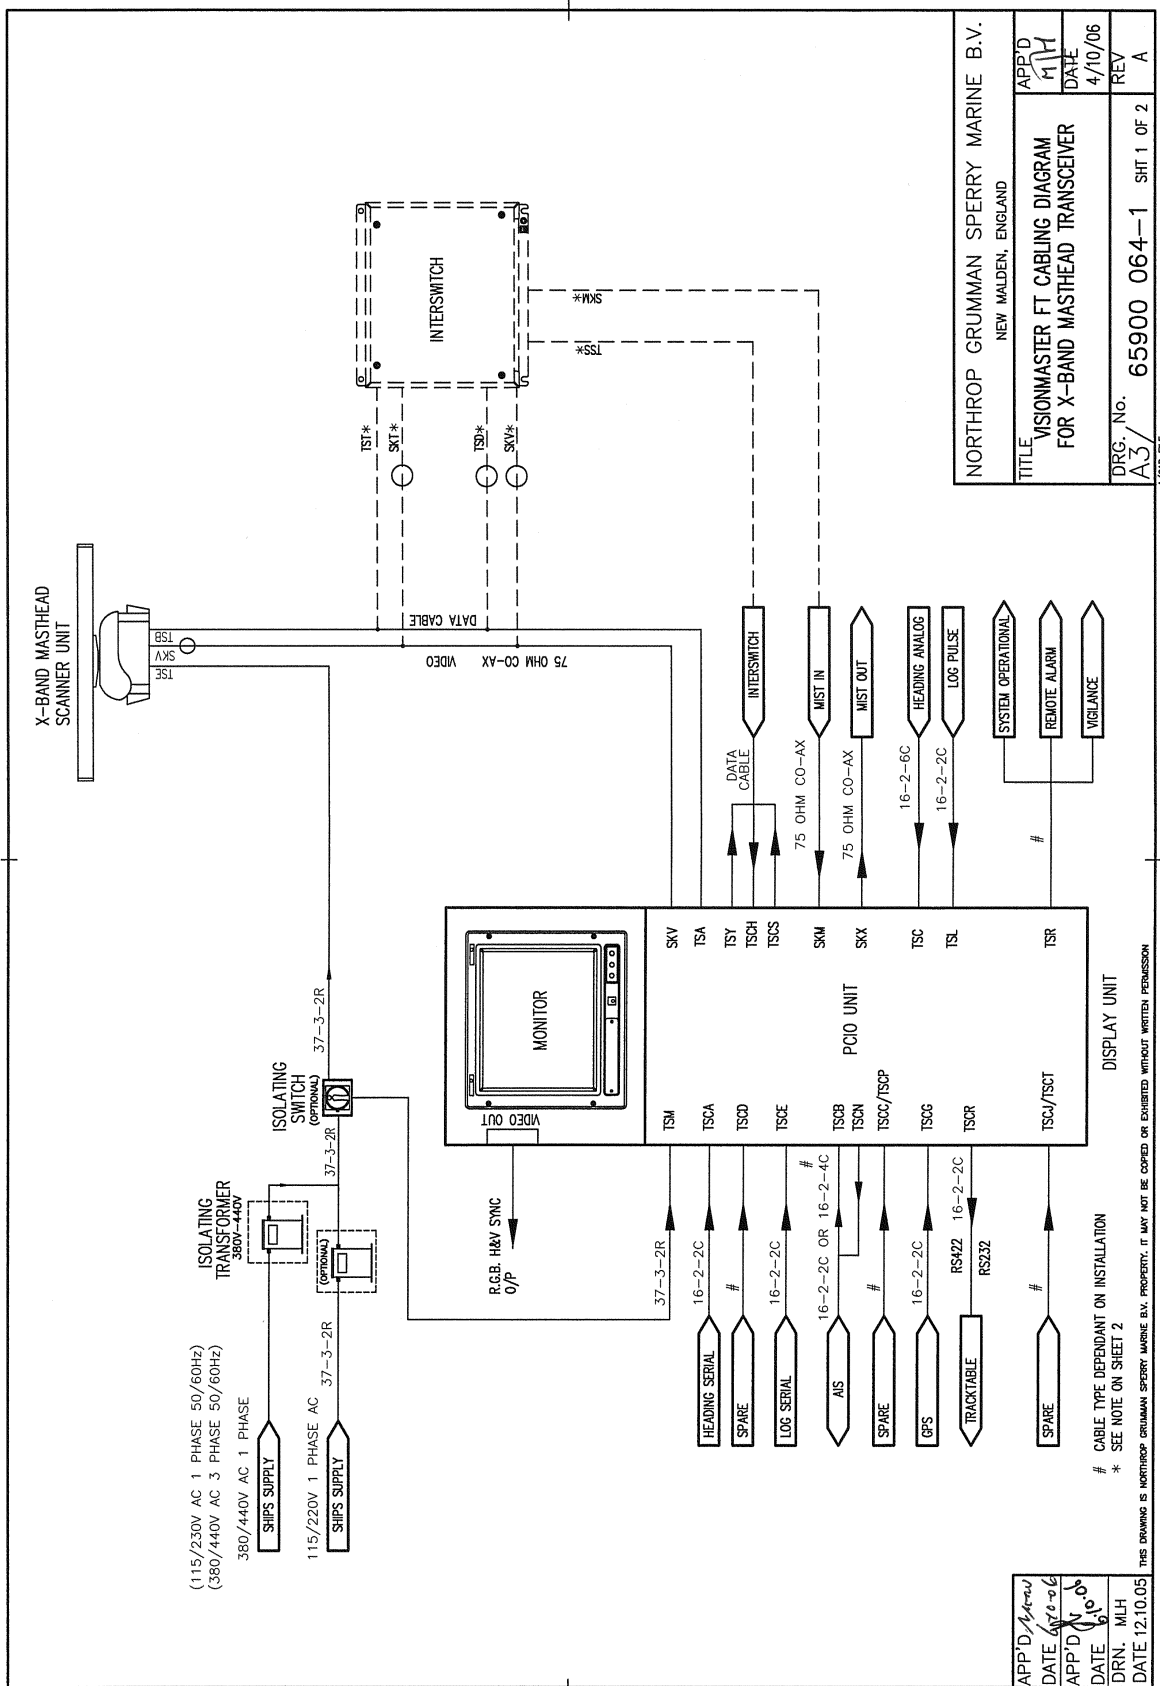 X-BAND MASTHEAD
SCANNER UNIT
TSE
SKV
TSB
75 OHM CO-AX VIDEO
DATA CABLE
INTERSWITCH
TST*
SKT*
TSD*
SKV*
TSS*
SKM*
(115/230V AC 1 PHASE 50/60Hz)
(380/440V AC 3 PHASE 50/60Hz)
380/440V AC 1 PHASE
SHIPS SUPPLY
115/220V 1 PHASE AC
SHIPS SUPPLY
37-3-2R
ISOLATING
TRANSFORMER
380V-440V
(OPTIONAL)
37-3-2R
ISOLATING
SWITCH
(OPTIONAL)
37-3-2R
R.G.B. H&V SYNC
O/P
VIDEO OUT
MONITOR
PCIO UNIT
DISPLAY UNIT
37-3-2R
TSM
HEADING SERIAL
16-2-2C
TSCA
SPARE
#
TSCD
LOG SERIAL
16-2-2C
TSCE
AIS
16-2-2C OR 16-2-4C
#
TSCB
TSCN
SPARE
#
TSCC/TSCP
GPS
16-2-2C
TSCG
TRACKTABLE
RS422
RS232
16-2-2C
TSCR
SPARE
#
TSCJ/TSCT
SKV
TSA
TSY
TSCH
TSCS
DATA
CABLE
INTERSWITCH
SKM
75 OHM CO-AX
MIST IN
SKX
75 OHM CO-AX
MIST OUT
TSC
16-2-6C
HEADING ANALOG
TSL
16-2-2C
LOG PULSE
TSR
#
SYSTEM OPERATIONAL
REMOTE ALARM
VIGILANCE
# CABLE TYPE DEPENDANT ON INSTALLATION
* SEE NOTE ON SHEET 2
THIS DRAWING IS NORTHROP GRUMMAN SPERRY MARINE B.V. PROPERTY. IT MAY NOT BE COPIED OR EXHIBITED WITHOUT WRITTEN PERMISSION
APP'D
DATE
APP'D
DATE
DRN. MLH
DATE 12.10.05
NORTHROP GRUMMAN SPERRY MARINE B.V.
NEW MALDEN, ENGLAND
TITLE
VISIONMASTER FT CABLING DIAGRAM
FOR X-BAND MASTHEAD TRANSCEIVER
APP'D
DATE
4/10/06
DRG. No.
A3/ 65900 064-1 SHT 1 OF 2
REV
A